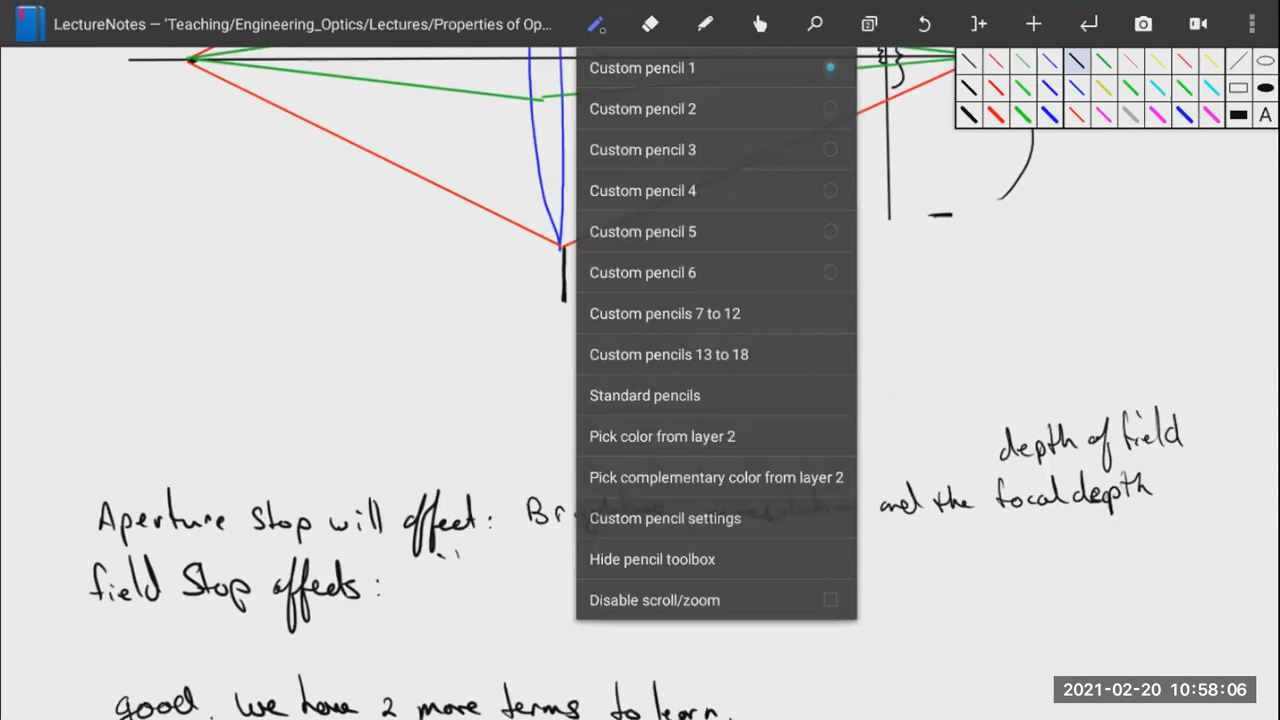 LectureNotes — 'Teaching/Engineering_Optics/Lectures/Properties of Op...
Custom pencil 1
Custom pencil 2
Custom pencil 3
Custom pencil 4
Custom pencil 5
Custom pencil 6
Custom pencils 7 to 12
Custom pencils 13 to 18
Standard pencils
Pick color from layer 2
Pick complementary color from layer 2
Custom pencil settings
Hide pencil toolbox
Disable scroll/zoom
A
depth of field
Aperture stop will affect: and the focal depth
field stop affects:
good, we have 2 more terms to learn.
2021-02-20 10:58:06